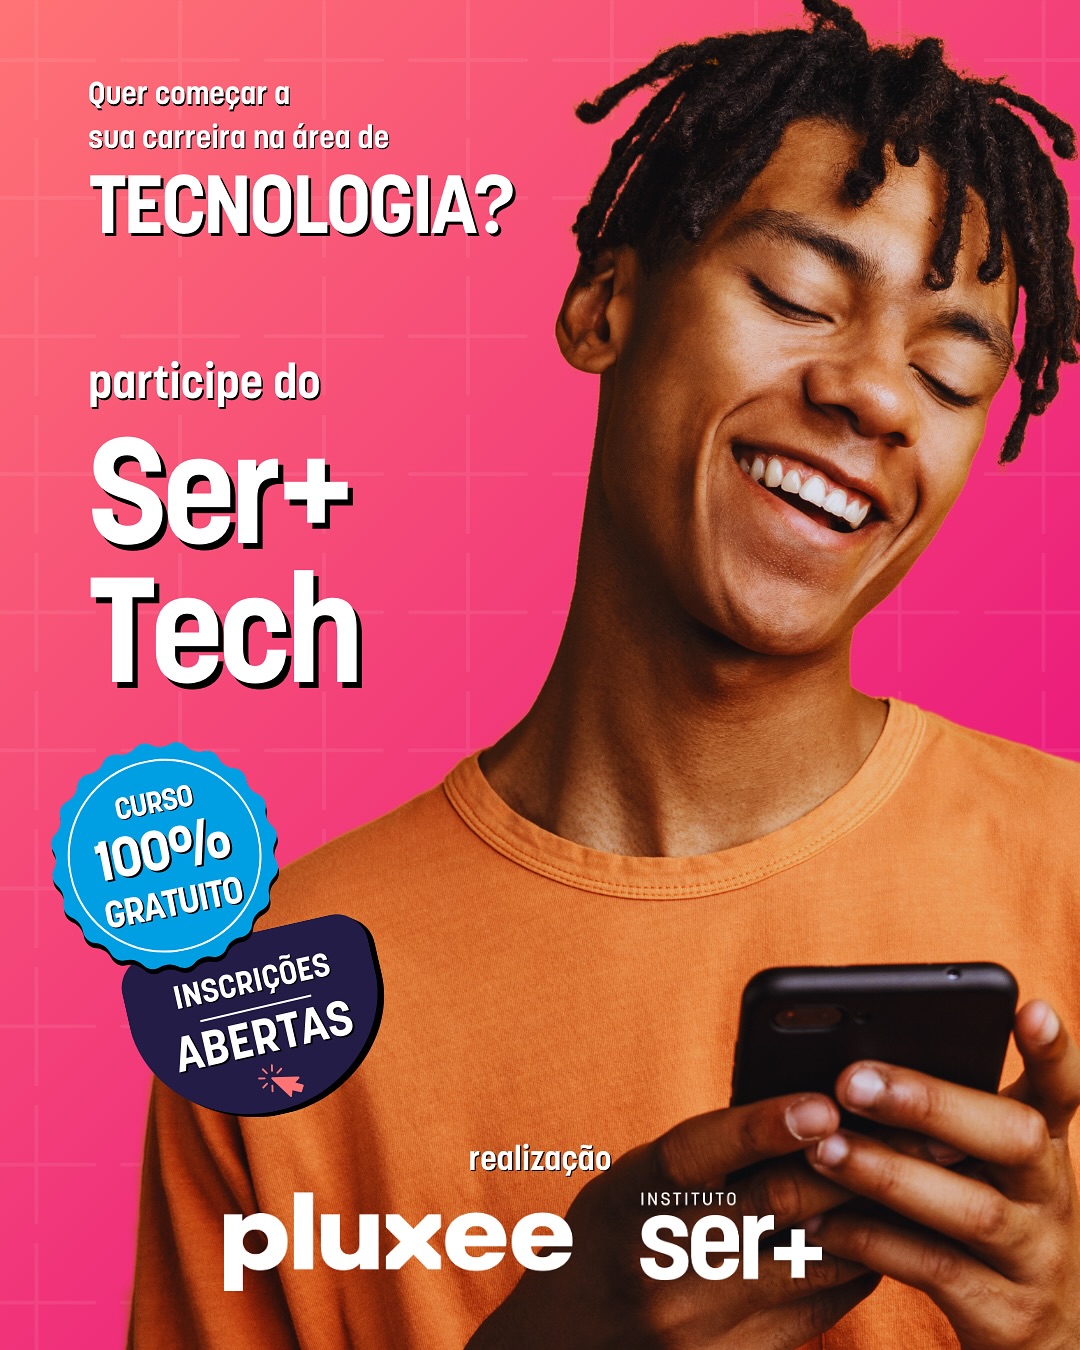 Quer começar a
sua carreira na área de
TECNOLOGIA?
participe do
Ser+
Tech
CURSO
100%
GRATUITO
INSCRIÇÕES
ABERTAS
realização
pluxee
INSTITUTO
ser+